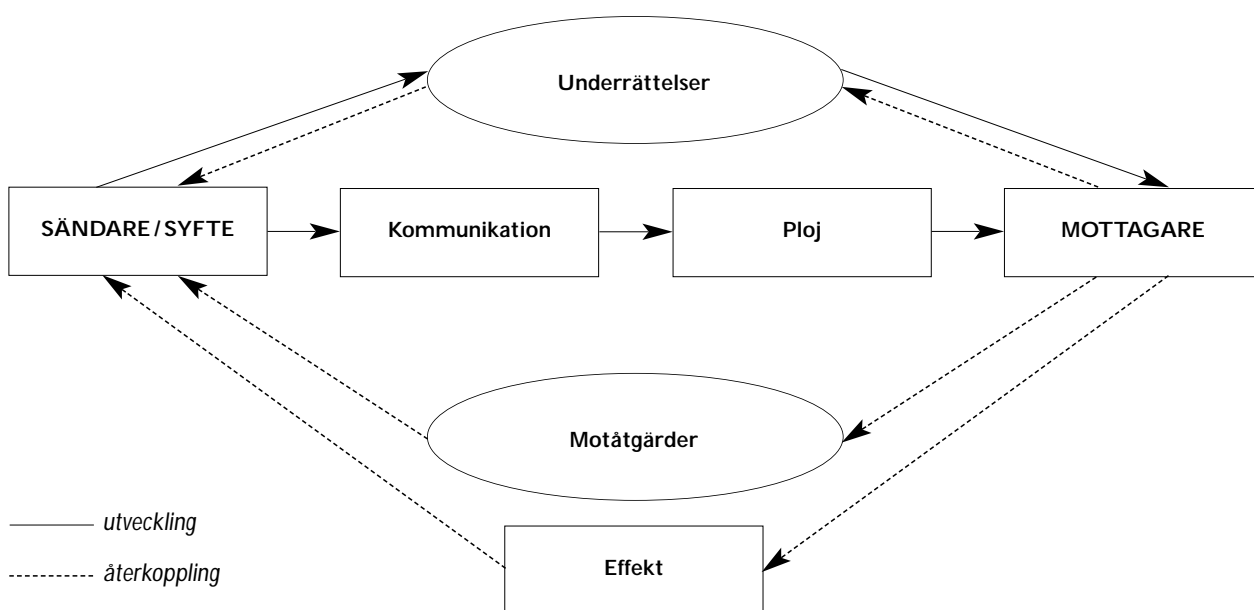 Underrättelser
SÄNDARE/SYFTE
Kommunikation
Ploj
MOTTAGARE
Motåtgärder
utveckling
Effekt
återkoppling